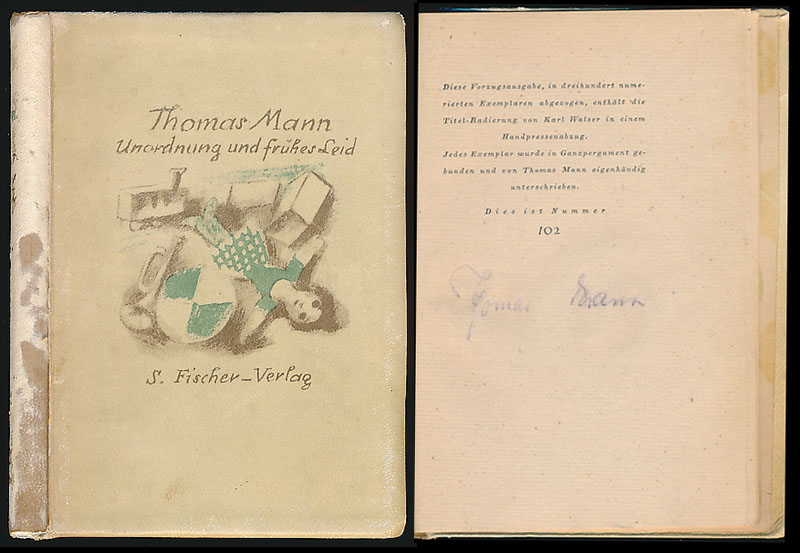 Thomas Mann
Unordnung und frühes Leid
S. Fischer-Verlag
Diese Vorzugsausgabe, in dreihundert nume-
rierten Exemplaren abgezogen, enthält die
Titel-Radierung von Karl Walser in einem
Handpressenabzug.
Jedes Exemplar wurde in Ganzpergament ge-
bunden und von Thomas Mann eigenhändig
unterschrieben.
Dies ist Nummer
102
Thomas Mann